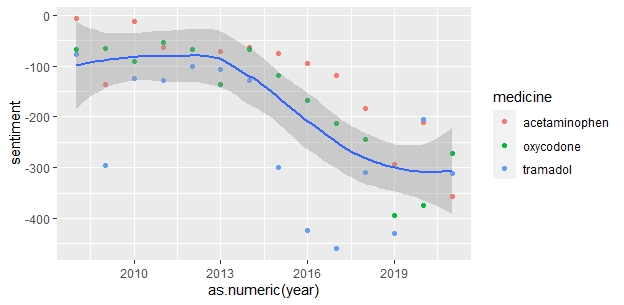 0
-100
-200
-300
-400
sentiment
2010 2013 2016 2019
as.numeric(year)
medicine
acetaminophen
oxycodone
tramadol